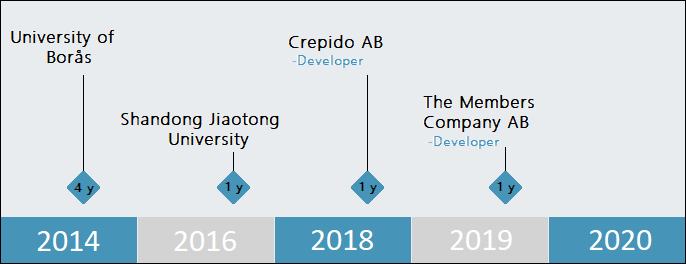 University of
Borås
4 y
Shandong Jiaotong
University
1 y
Crepido AB
-Developer
1 y
The Members
Company AB
-Developer
1 y
2014
2016
2018
2019
2020